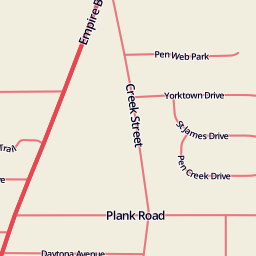 Empire B
Pen Web Park
Yorktown Drive
Creek Street
St James Drive
Trail
Pen Creek Drive
Plank Road
Daytona Avenue